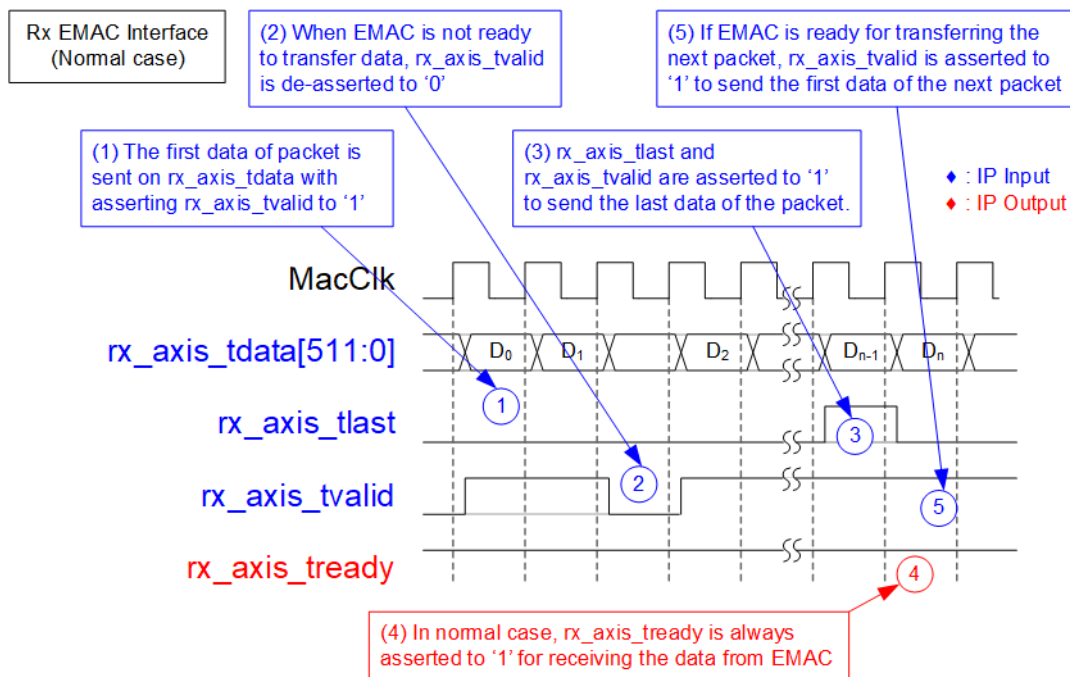 Rx EMAC Interface
(Normal case)
(2) When EMAC is not ready
to transfer data, rx_axis_tvalid
is de-asserted to ‘0’
(5) If EMAC is ready for transferring the
next packet, rx_axis_tvalid is asserted to
‘1’ to send the first data of the next packet
(1) The first data of packet is
sent on rx_axis_tdata with
asserting rx_axis_tvalid to ‘1’
(3) rx_axis_tlast and
rx_axis_tvalid are asserted to ‘1’
to send the last data of the packet.
♦ : IP Input
♦ : IP Output
MacClk
rx_axis_tdata[511:0]
D0 D1 D2 Dn-1 Dn
1
rx_axis_tlast
3
rx_axis_tvalid
2
5
rx_axis_tready
4
(4) In normal case, rx_axis_tready is always
asserted to ‘1’ for receiving the data from EMAC